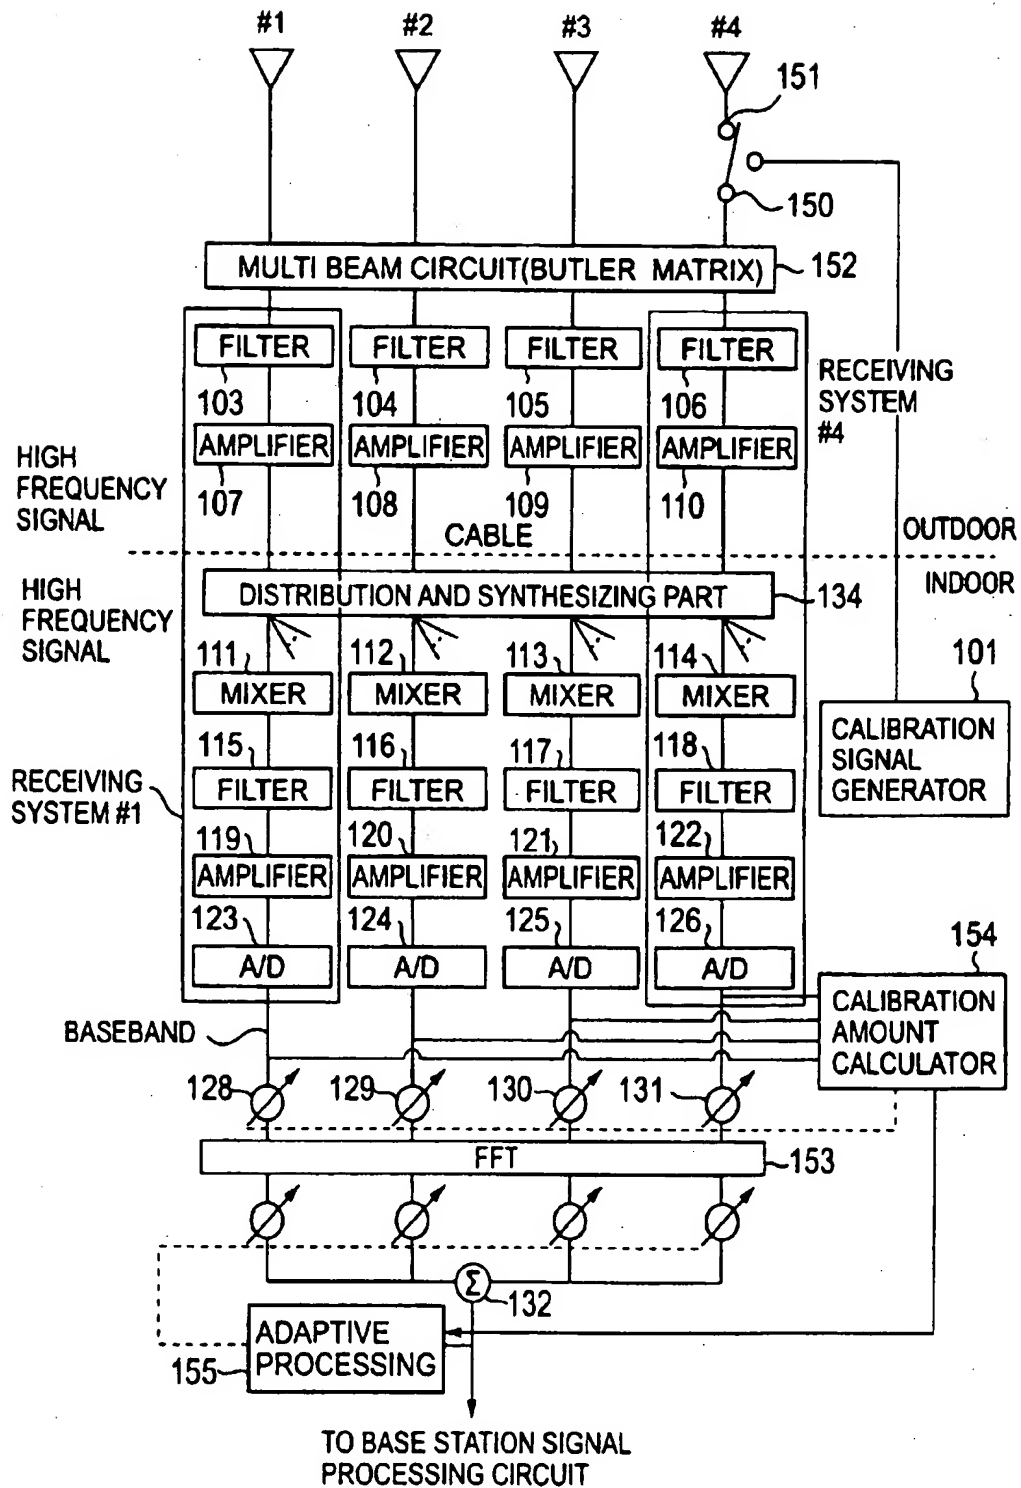 #1 #2 #3 #4
151
150
MULTI BEAM CIRCUIT(BUTLER MATRIX) 152
FILTER FILTER FILTER FILTER
103 104 105 106
RECEIVING
SYSTEM
#4
AMPLIFIER AMPLIFIER AMPLIFIER AMPLIFIER
107 108 109 110
HIGH
FREQUENCY
SIGNAL
CABLE
OUTDOOR
INDOOR
HIGH
FREQUENCY
SIGNAL
DISTRIBUTION AND SYNTHESIZING PART 134
111 112 113 114
MIXER MIXER MIXER MIXER
101
CALIBRATION
SIGNAL
GENERATOR
115 116 117 118
FILTER FILTER FILTER FILTER
RECEIVING
SYSTEM #1
119 120 121 122
AMPLIFIER AMPLIFIER AMPLIFIER AMPLIFIER
123 124 125 126
A/D A/D A/D A/D
154
CALIBRATION
AMOUNT
CALCULATOR
BASEBAND
128 129 130 131
FFT 153
Σ
132
ADAPTIVE
PROCESSING
155
TO BASE STATION SIGNAL
PROCESSING CIRCUIT